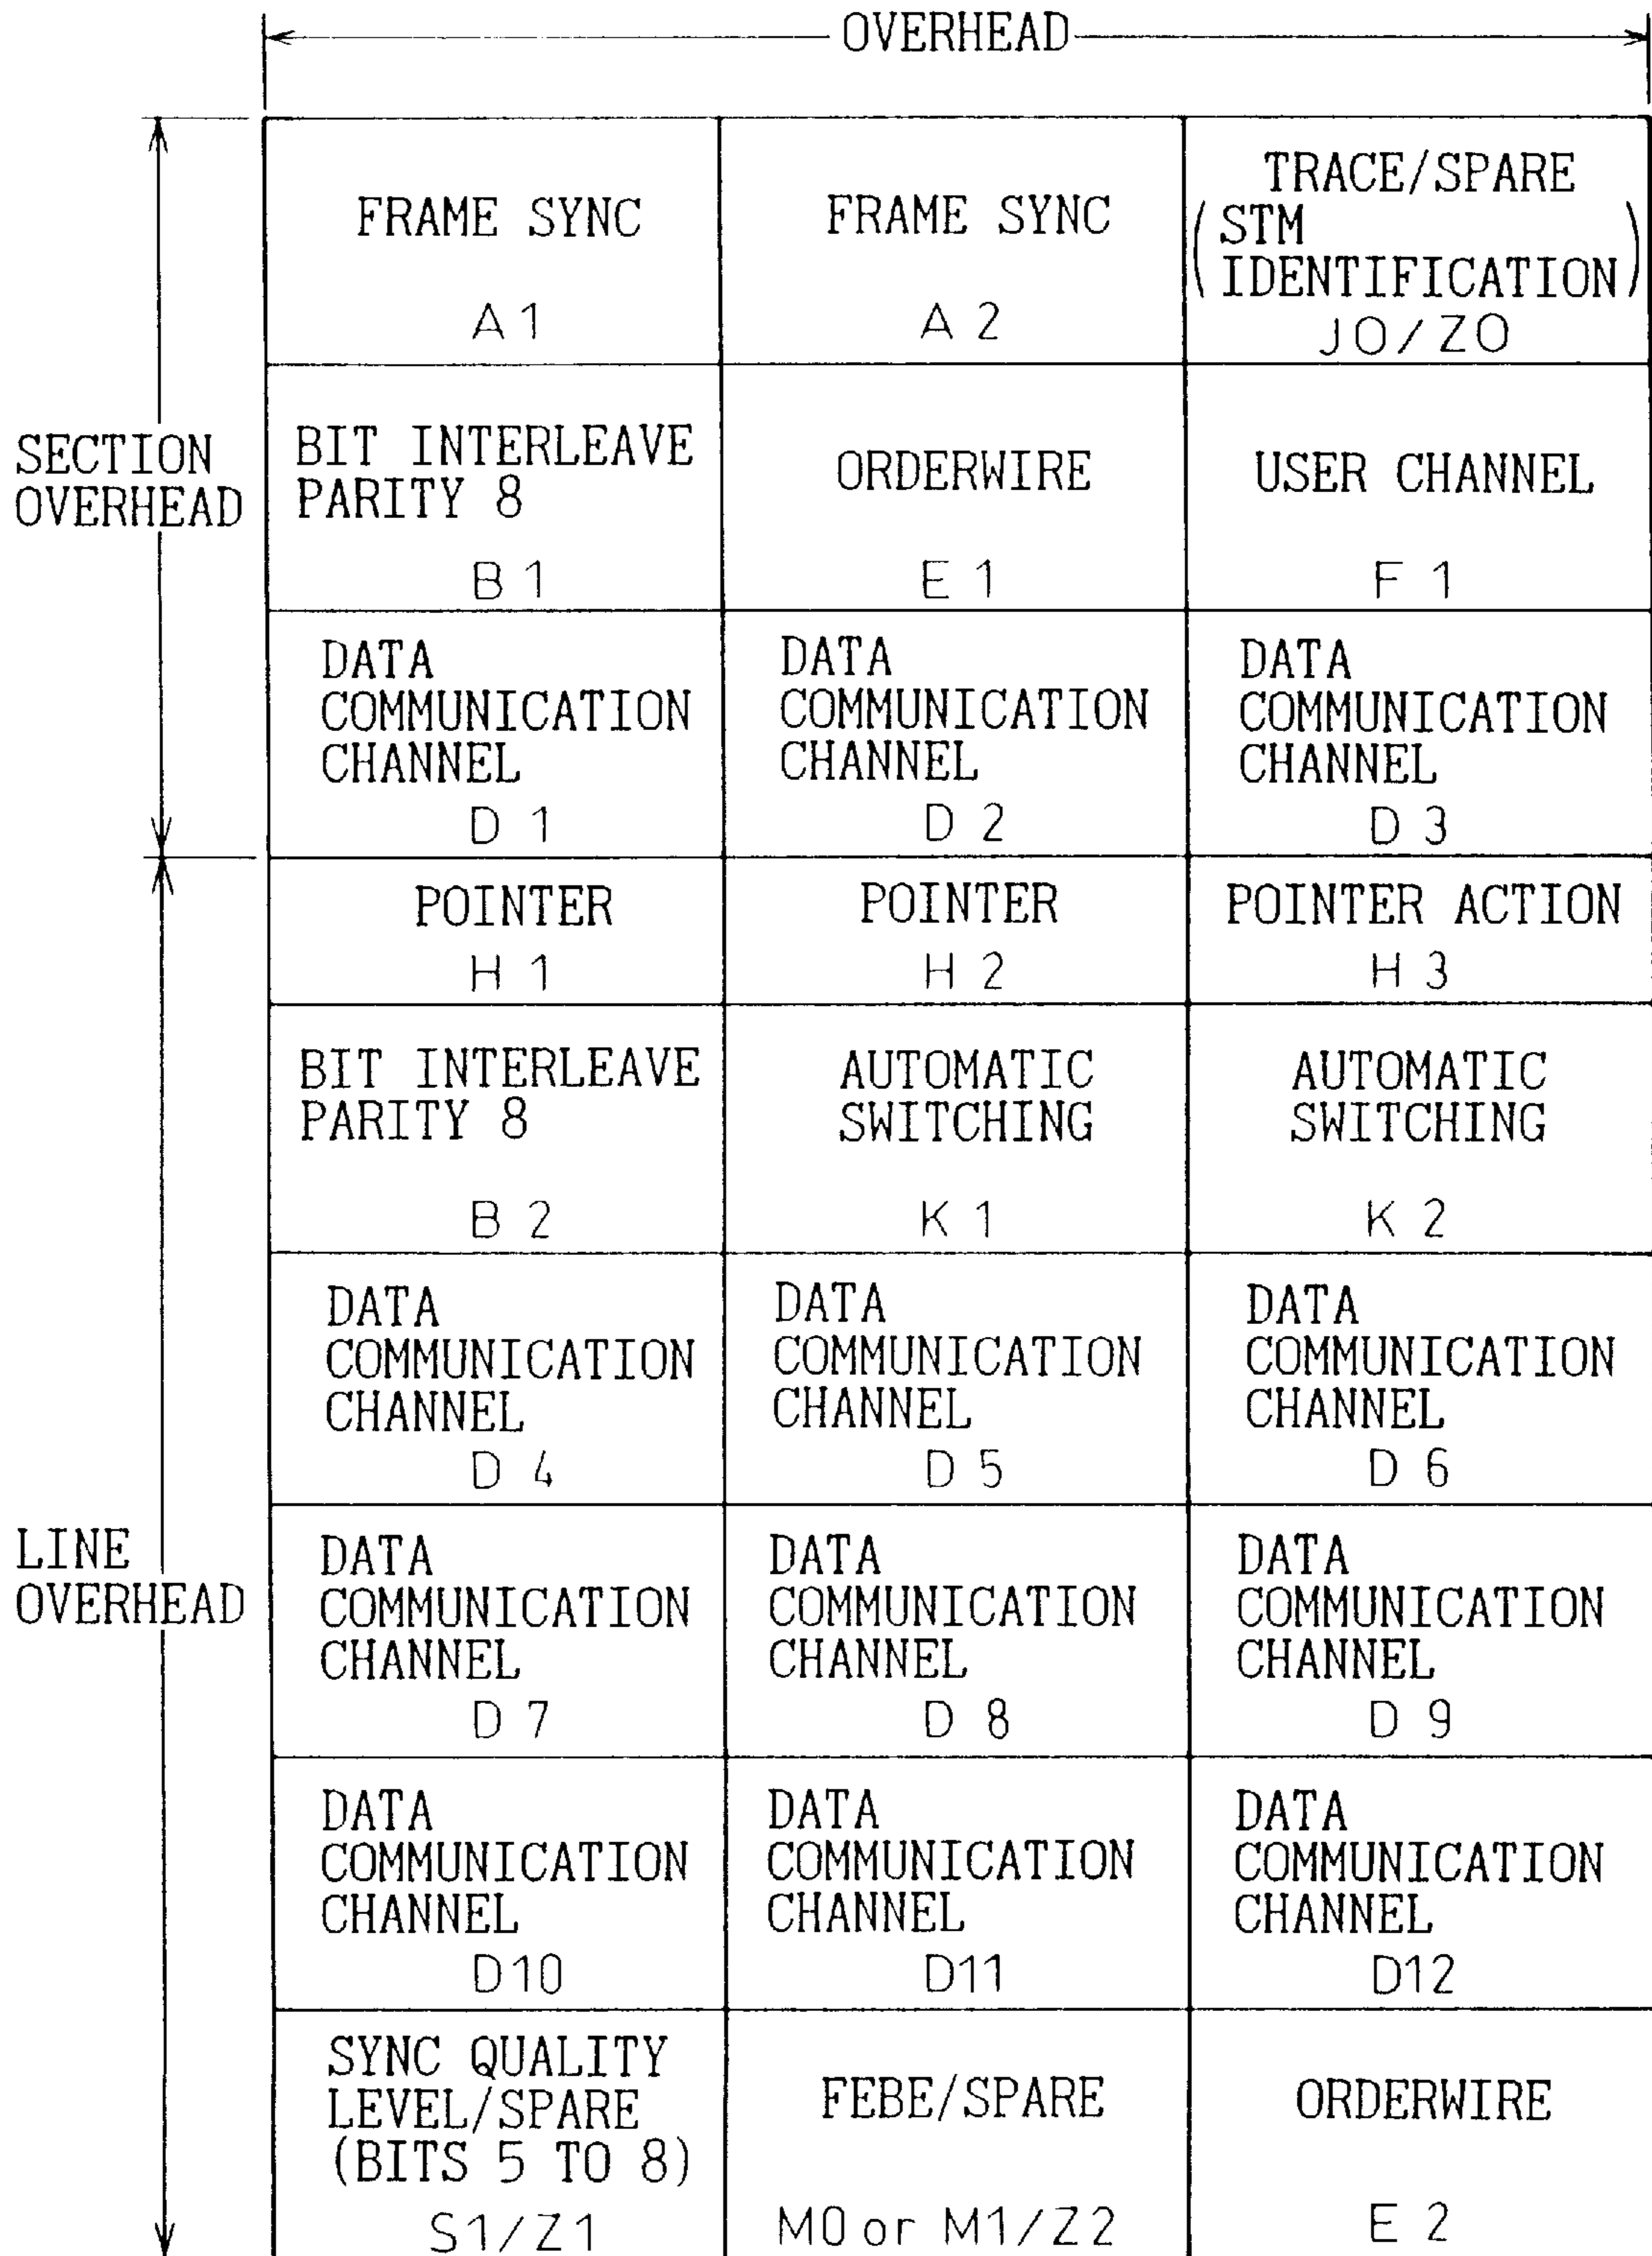 OVERHEAD
SECTION
OVERHEAD
FRAME SYNC
A1
FRAME SYNC
A2
TRACE/SPARE
(STM
IDENTIFICATION)
J0/Z0
BIT INTERLEAVE
PARITY 8
B1
ORDERWIRE
E1
USER CHANNEL
F1
DATA
COMMUNICATION
CHANNEL
D1
DATA
COMMUNICATION
CHANNEL
D2
DATA
COMMUNICATION
CHANNEL
D3
LINE
OVERHEAD
POINTER
H1
POINTER
H2
POINTER ACTION
H3
BIT INTERLEAVE
PARITY 8
B2
AUTOMATIC
SWITCHING
K1
AUTOMATIC
SWITCHING
K2
DATA
COMMUNICATION
CHANNEL
D4
DATA
COMMUNICATION
CHANNEL
D5
DATA
COMMUNICATION
CHANNEL
D6
DATA
COMMUNICATION
CHANNEL
D7
DATA
COMMUNICATION
CHANNEL
D8
DATA
COMMUNICATION
CHANNEL
D9
DATA
COMMUNICATION
CHANNEL
D10
DATA
COMMUNICATION
CHANNEL
D11
DATA
COMMUNICATION
CHANNEL
D12
SYNC QUALITY
LEVEL/SPARE
(BITS 5 TO 8)
S1/Z1
FEBE/SPARE
M0 or M1/Z2
ORDERWIRE
E2